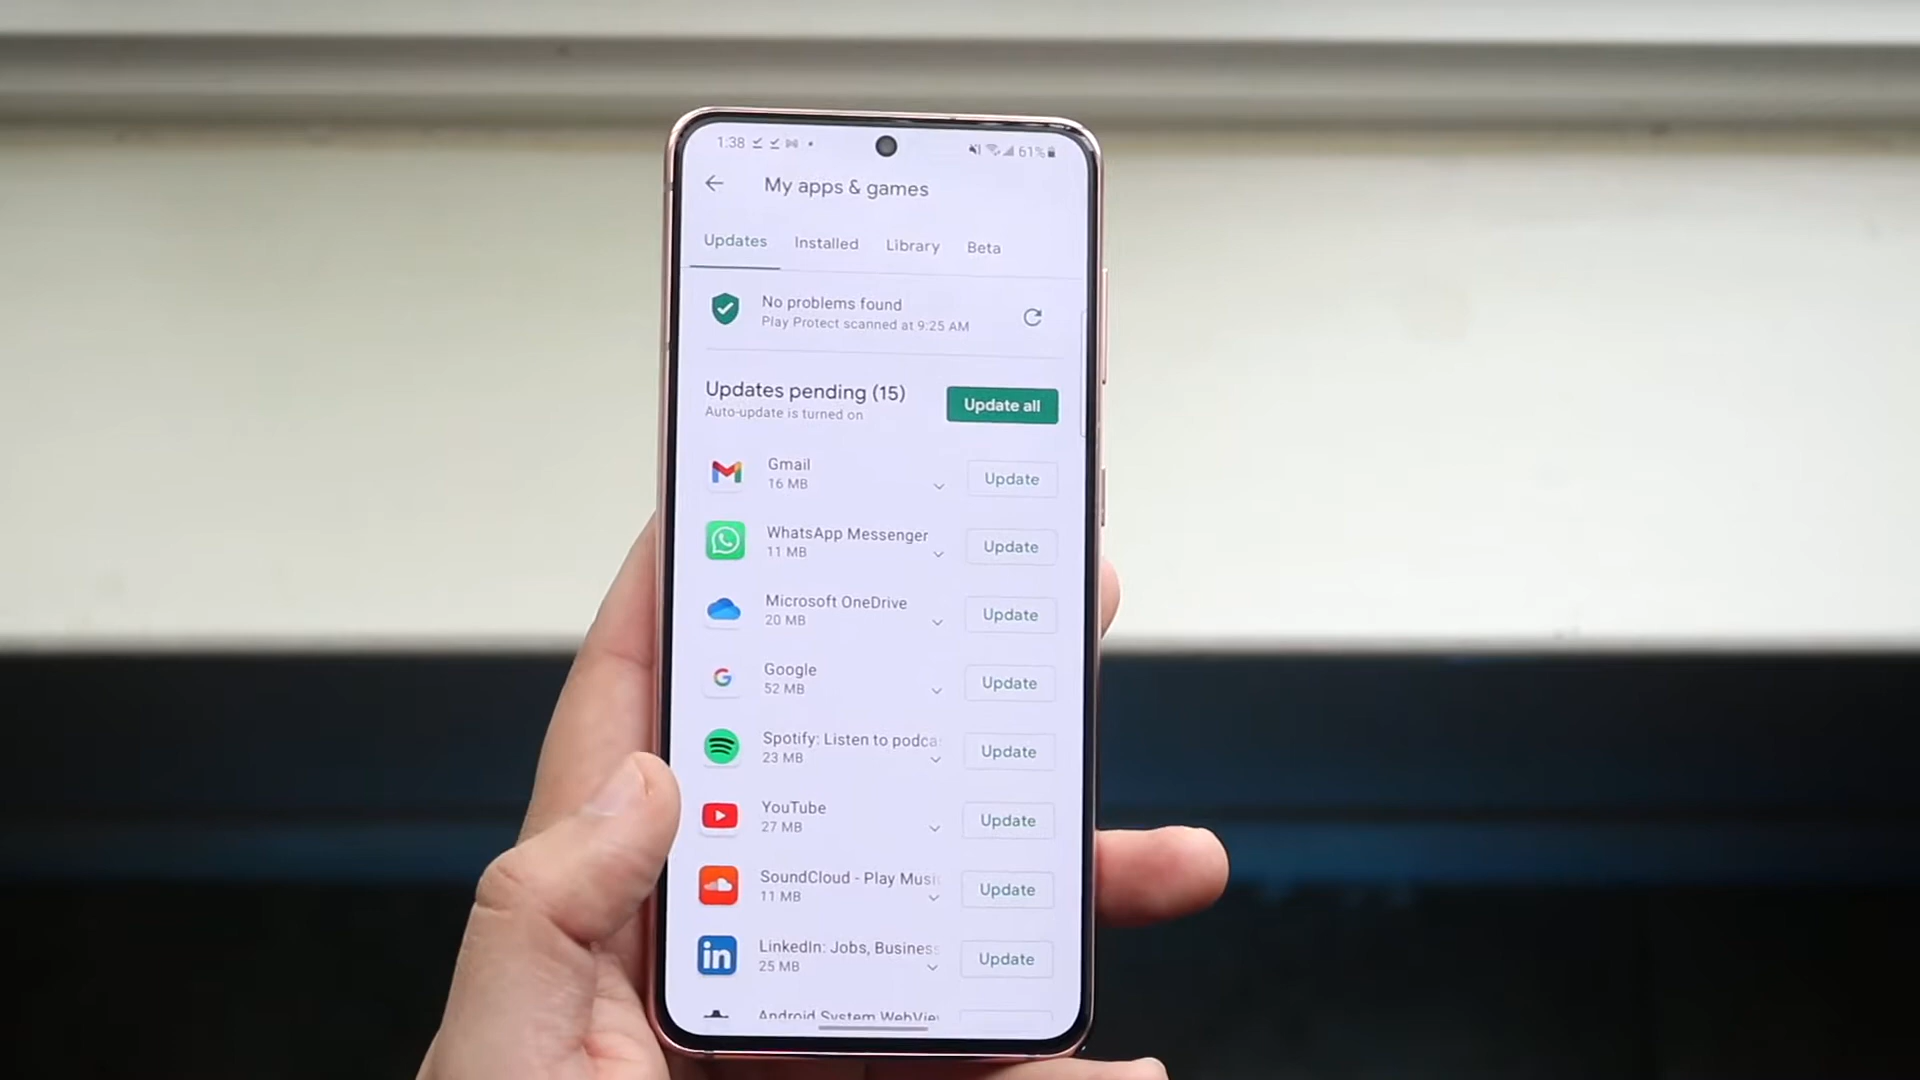 1:38
61%
My apps & games
Updates Installed Library Beta
No problems found
Play Protect scanned at 9:25 AM
Updates pending (15)
Auto-update is turned on
Update all
Gmail
16 MB
Update
WhatsApp Messenger
11 MB
Update
Microsoft OneDrive
20 MB
Update
Google
52 MB
Update
Spotify: Listen to podca
23 MB
Update
YouTube
27 MB
Update
SoundCloud - Play Musi
11 MB
Update
in
LinkedIn: Jobs, Business
25 MB
Update
Android System WebVie